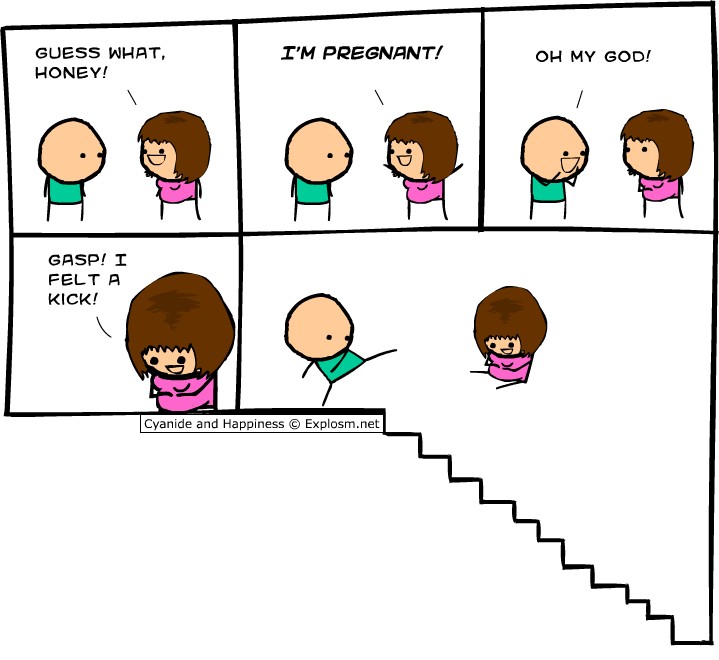 GUESS WHAT,
HONEY!
I'M PREGNANT!
OH MY GOD!
GASP! I
FELT A
KICK!
Cyanide and Happiness © Explosm.net